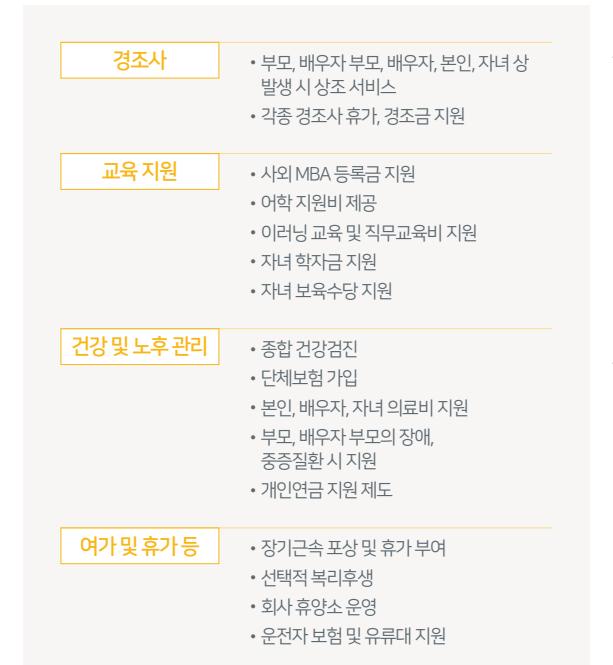 경조사
• 부모, 배우자 부모, 배우자, 본인, 자녀 상
발생 시 상조 서비스
• 각종 경조사 휴가, 경조금 지원
교육 지원
• 사외 MBA 등록금 지원
• 어학 지원비 제공
• 이러닝 교육 및 직무교육비 지원
• 자녀 학자금 지원
• 자녀 보육수당 지원
건강 및 노후 관리
• 종합 건강검진
• 단체보험 가입
• 본인, 배우자, 자녀 의료비 지원
• 부모, 배우자 부모의 장애,
중증질환 시 지원
• 개인연금 지원 제도
여가 및 휴가 등
• 장기근속 포상 및 휴가 부여
• 선택적 복리후생
• 회사 휴양소 운영
• 운전자 보험 및 유류대 지원